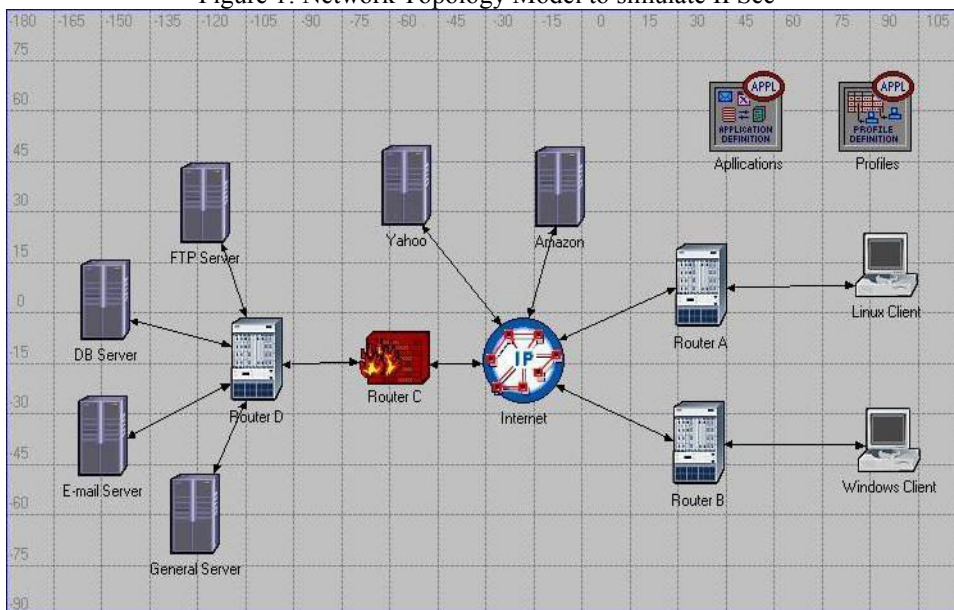 Figure 1: Network Topology Model to simulate IPSec
-180 -165 -150 -135 -120 -105 -90 -75 -60 -45 -30 -15 0 15 30 45 60 75 90 105
75
60
45
30
15
0
-15
-30
-45
-60
-75
-90
APPL
APPLICATION
DEFINITION
Apllications
APPL
PROFILE
DEFINITION
Profiles
FTP Server
Yahoo
Amazon
DB Server
Router D
Router C
IP
Internet
Router A
Linux Client
E-mail Server
General Server
Router B
Windows Client